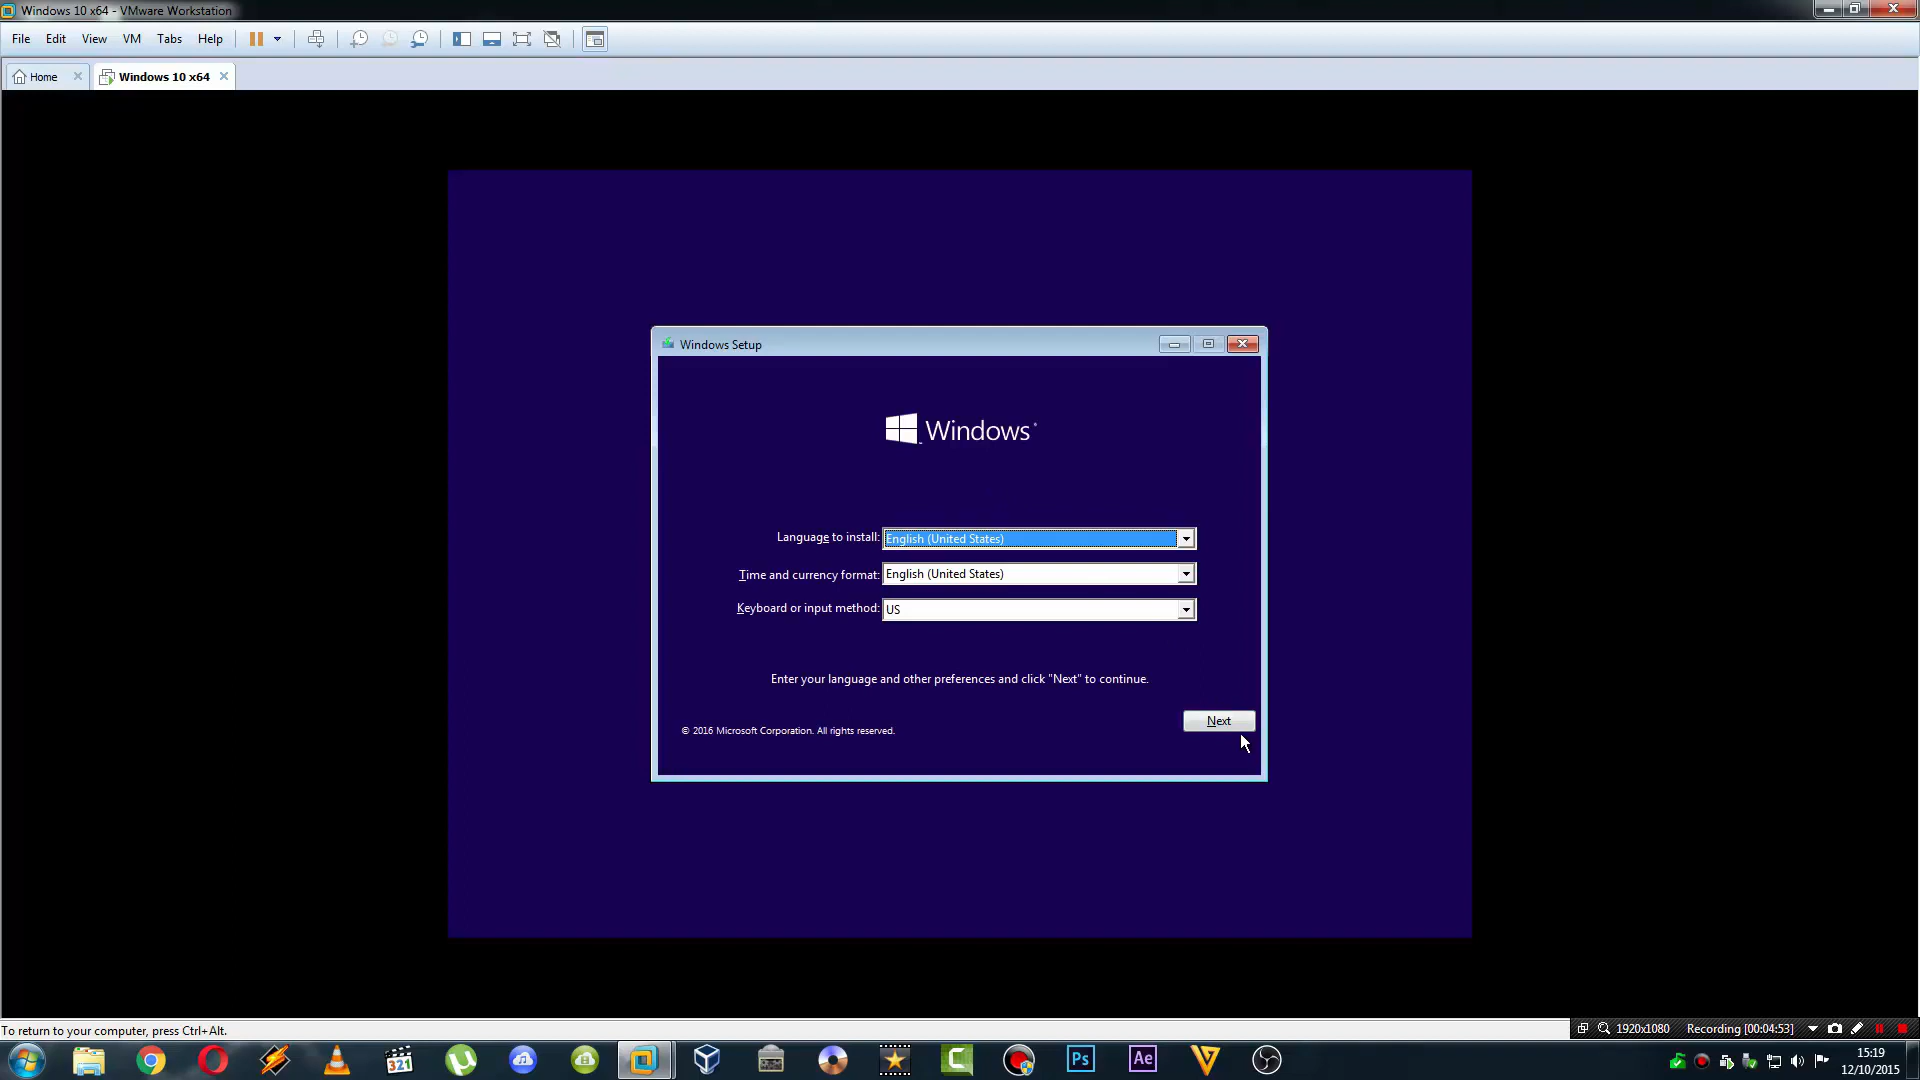 Windows 10 x64 - VMware Workstation
File Edit View VM Tabs Help
Home Windows 10 x64
Windows Setup
Windows
Language to install: English (United States)
Time and currency format: English (United States)
Keyboard or input method: US
Enter your language and other preferences and click "Next" to continue.
Next
© 2016 Microsoft Corporation. All rights reserved.
To return to your computer, press Ctrl+Alt.
1920x1080 Recording [00:04:53]
321
Ps
Ae
15:19
12/10/2015